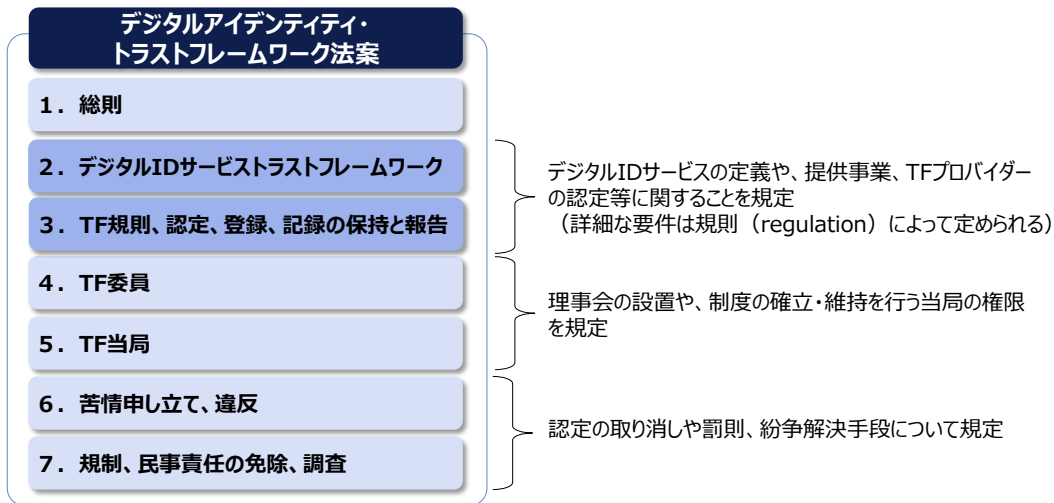 デジタルアイデンティティ・
トラストフレームワーク法案
1．総則
2．デジタルIDサービストラストフレームワーク
3．TF規則、認定、登録、記録の保持と報告
デジタルIDサービスの定義や、提供事業、TFプロバイダー
の認定等に関することを規定
（詳細な要件は規則（regulation）によって定められる）
4．TF委員
5．TF当局
理事会の設置や、制度の確立・維持を行う当局の権限
を規定
6．苦情申し立て、違反
7．規制、民事責任の免除、調査
認定の取り消しや罰則、紛争解決手段について規定